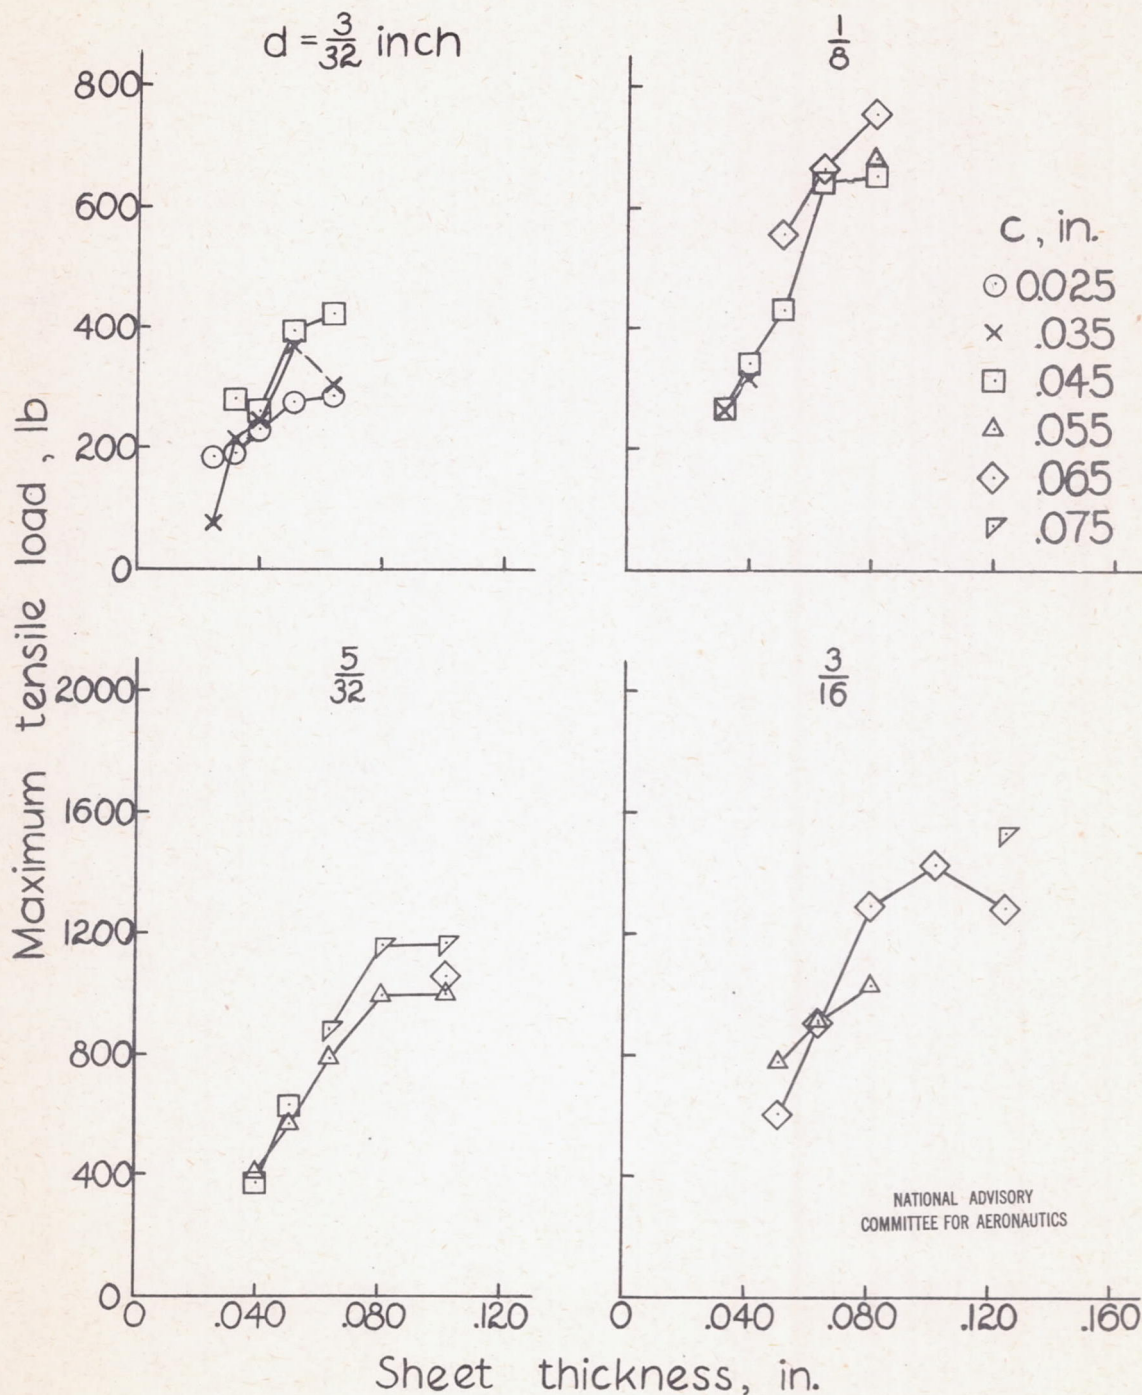 d = 3/32 inch
1/8
800
600
400
200
0
c, in.
0.025
.035
.045
.055
.065
.075
Maximum tensile load, lb
5/32
3/16
2000
1600
1200
800
400
0
NATIONAL ADVISORY
COMMITTEE FOR AERONAUTICS
0 .040 .080 .120
0 .040 .080 .120 .160
Sheet thickness, in.